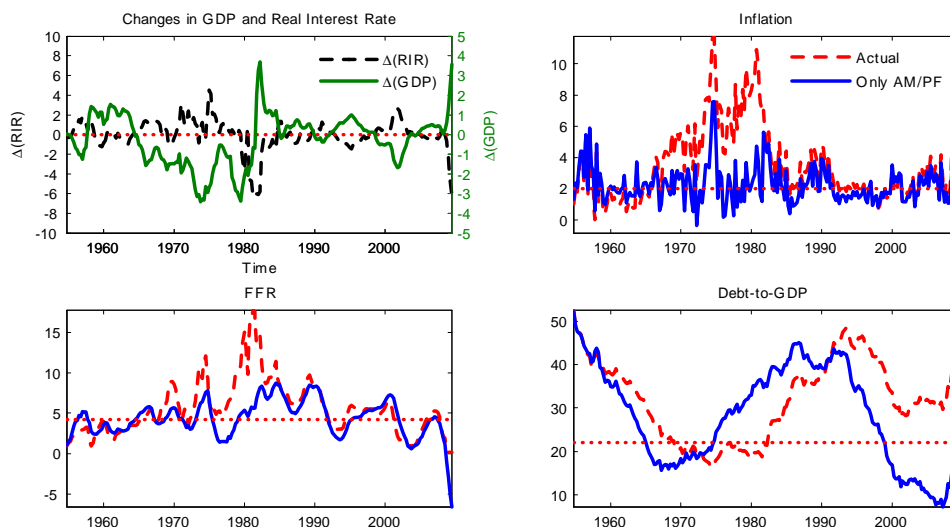 Changes in GDP and Real Interest Rate
10
8
6
4
2
0
-2
-4
-6
-8
-10
Δ(RIR)
Δ(RIR)
Δ(GDP)
5
4
3
2
1
0
-1
-2
-3
-4
-5
Δ(GDP)
1960 1970 1980 1990 2000
Time
Inflation
10
8
6
4
2
0
Actual
Only AM/PF
1960 1970 1980 1990 2000
FFR
15
10
5
0
-5
1960 1970 1980 1990 2000
Debt-to-GDP
50
40
30
20
10
1960 1970 1980 1990 2000